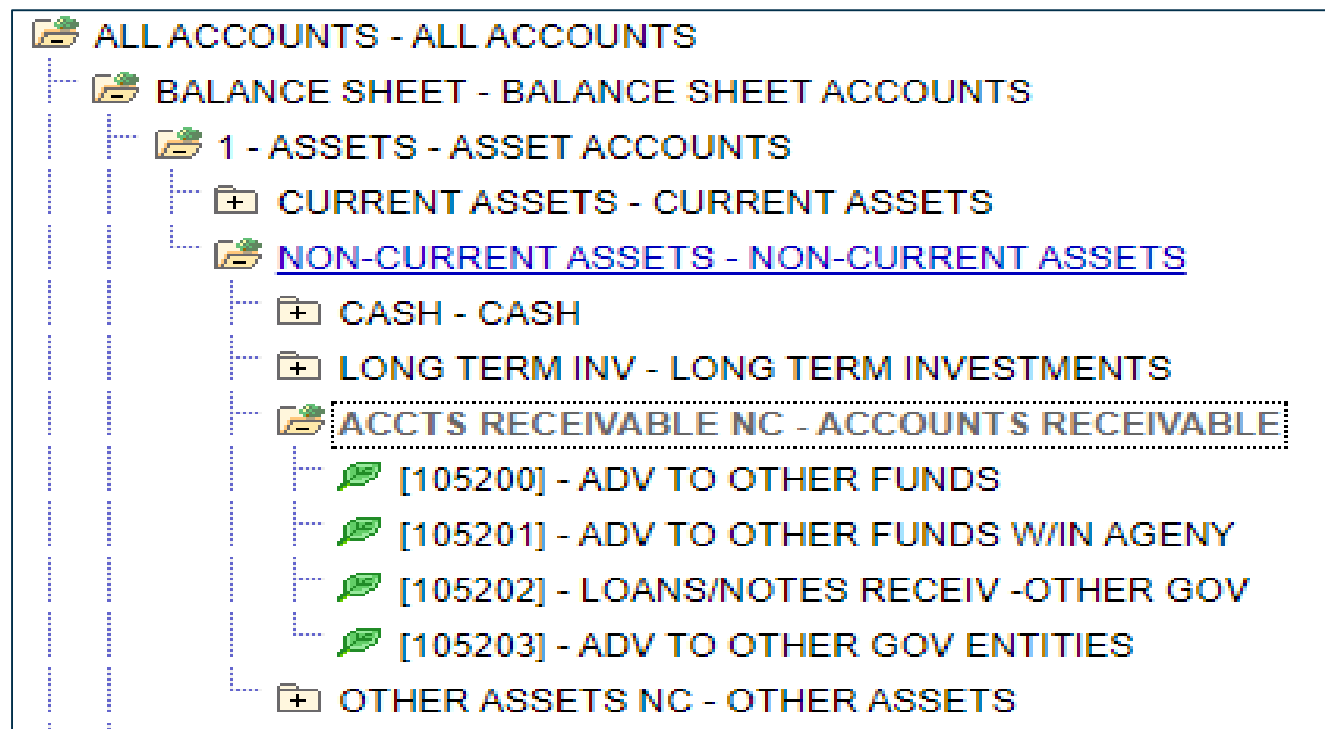 ALL ACCOUNTS - ALL ACCOUNTS
BALANCE SHEET - BALANCE SHEET ACCOUNTS
1 - ASSETS - ASSET ACCOUNTS
CURRENT ASSETS - CURRENT ASSETS
NON-CURRENT ASSETS - NON-CURRENT ASSETS
CASH - CASH
LONG TERM INV - LONG TERM INVESTMENTS
ACCTS RECEIVABLE NC - ACCOUNTS RECEIVABLE
[105200] - ADV TO OTHER FUNDS
[105201] - ADV TO OTHER FUNDS W/IN AGENY
[105202] - LOANS/NOTES RECEIV -OTHER GOV
[105203] - ADV TO OTHER GOV ENTITIES
OTHER ASSETS NC - OTHER ASSETS